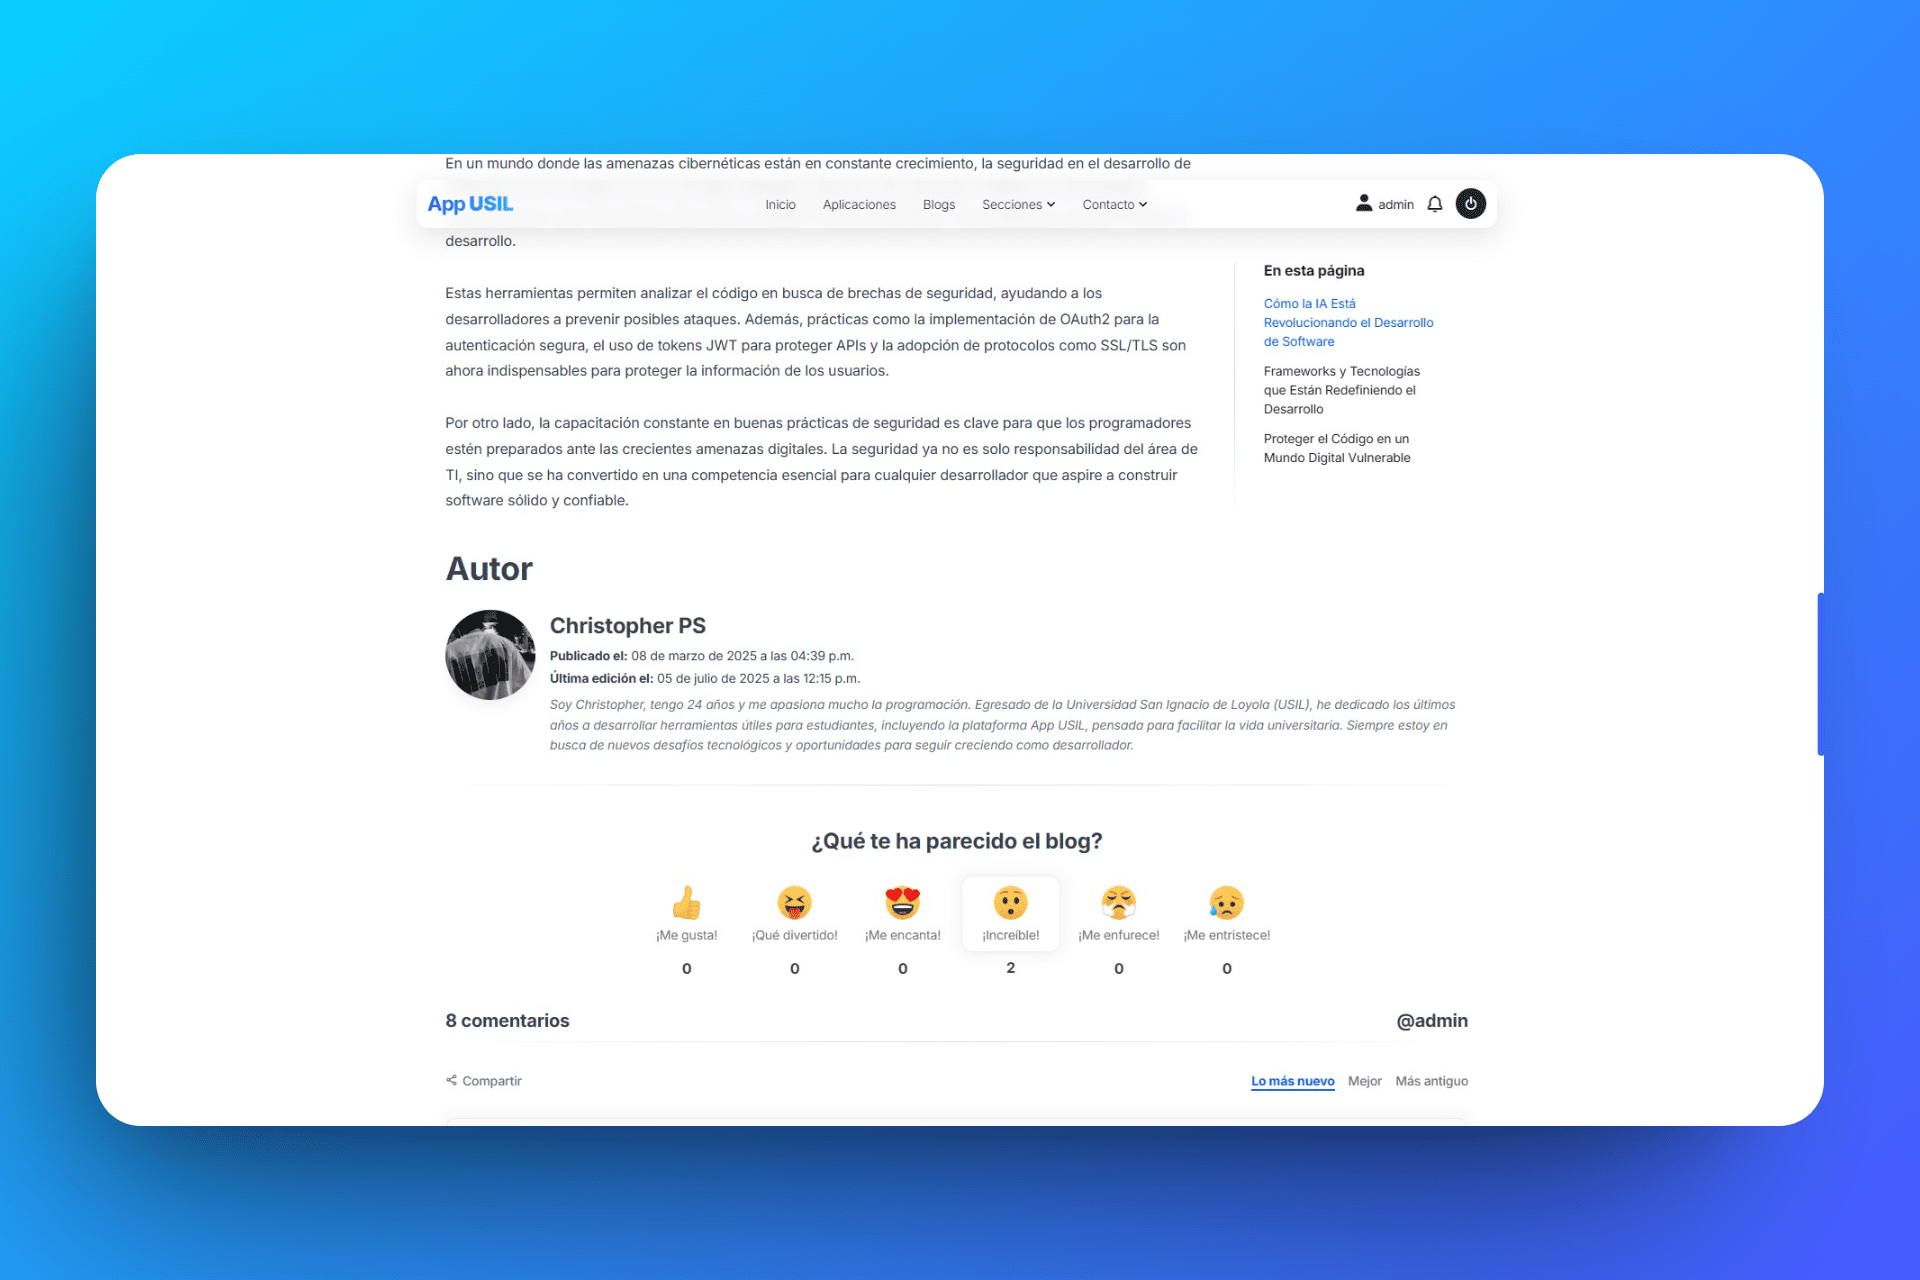 En un mundo donde las amenazas cibernéticas están en constante crecimiento, la seguridad en el desarrollo de
App USIL
Inicio
Aplicaciones
Blogs
Secciones
Contacto
admin
desarrollo.
Estas herramientas permiten analizar el código en busca de brechas de seguridad, ayudando a los
desarrolladores a prevenir posibles ataques. Además, prácticas como la implementación de OAuth2 para la
autenticación segura, el uso de tokens JWT para proteger APIs y la adopción de protocolos como SSL/TLS son
ahora indispensables para proteger la información de los usuarios.
Por otro lado, la capacitación constante en buenas prácticas de seguridad es clave para que los programadores
estén preparados ante las crecientes amenazas digitales. La seguridad ya no es solo responsabilidad del área de
TI, sino que se ha convertido en una competencia esencial para cualquier desarrollador que aspire a construir
software sólido y confiable.
En esta página
Cómo la IA Está
Revolucionando el Desarrollo
de Software
Frameworks y Tecnologías
que Están Redefiniendo el
Desarrollo
Proteger el Código en un
Mundo Digital Vulnerable
Autor
Christopher PS
Publicado el: 08 de marzo de 2025 a las 04:39 p.m.
Última edición el: 05 de julio de 2025 a las 12:15 p.m.
Soy Christopher, tengo 24 años y me apasiona mucho la programación. Egresado de la Universidad San Ignacio de Loyola (USIL), he dedicado los últimos
años a desarrollar herramientas útiles para estudiantes, incluyendo la plataforma App USIL, pensada para facilitar la vida universitaria. Siempre estoy en
busca de nuevos desafíos tecnológicos y oportunidades para seguir creciendo como desarrollador.
¿Qué te ha parecido el blog?
¡Me gusta!
¡Qué divertido!
¡Me encanta!
¡Increíble!
¡Me enfurece!
¡Me entristece!
0
0
0
2
0
0
8 comentarios
@admin
Compartir
Lo más nuevo
Mejor
Más antiguo